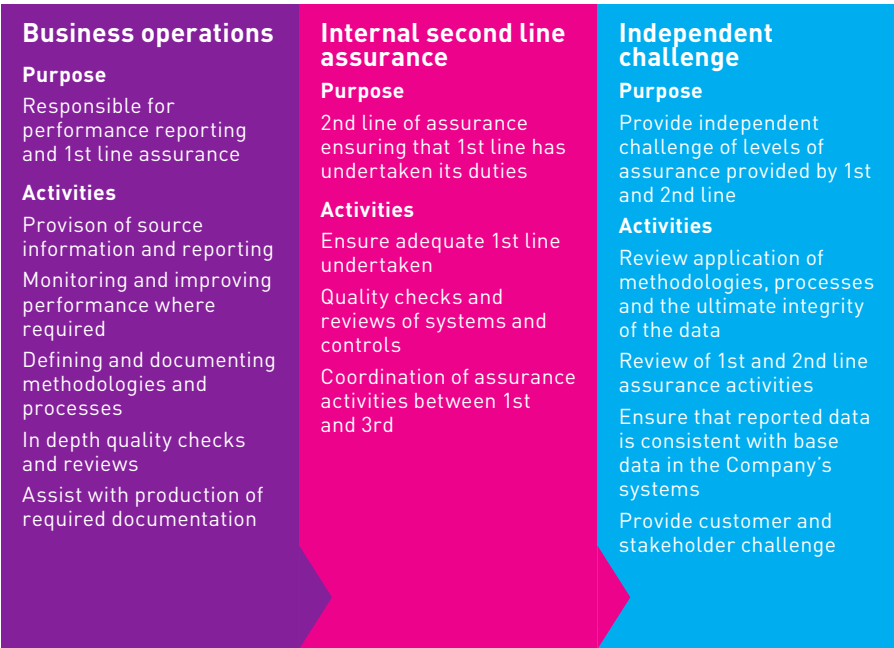 Business operations
Purpose
Responsible for
performance reporting
and 1st line assurance
Activities
Provison of source
information and reporting
Monitoring and improving
performance where
required
Defining and documenting
methodologies and
processes
In depth quality checks
and reviews
Assist with production of
required documentation
Internal second line
assurance
Purpose
2nd line of assurance
ensuring that 1st line has
undertaken its duties
Activities
Ensure adequate 1st line
undertaken
Quality checks and
reviews of systems and
controls
Coordination of assurance
activities between 1st
and 3rd
Independent
challenge
Purpose
Provide independent
challenge of levels of
assurance provided by 1st
and 2nd line
Activities
Review application of
methodologies, processes
and the ultimate integrity
of the data
Review of 1st and 2nd line
assurance activities
Ensure that reported data
is consistent with base
data in the Company’s
systems
Provide customer and
stakeholder challenge